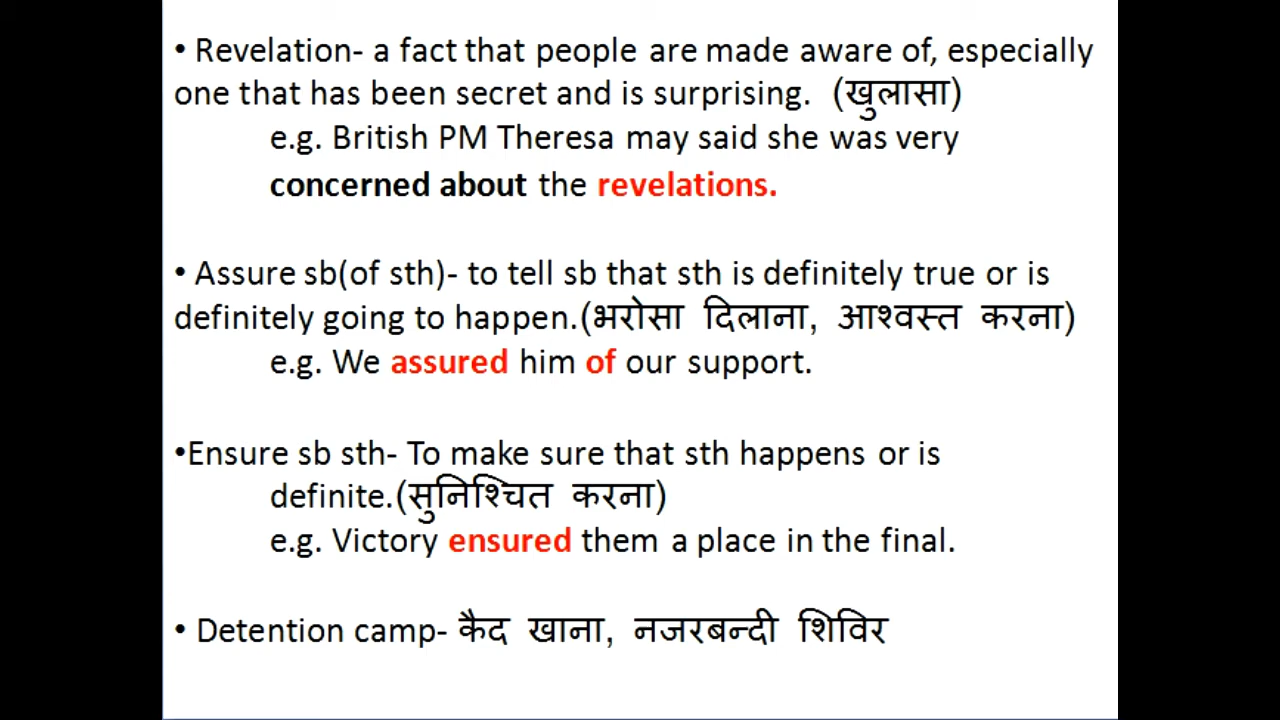 • Revelation- a fact that people are made aware of, especially
one that has been secret and is surprising. (खुलासा)
e.g. British PM Theresa may said she was very
concerned about the revelations.
• Assure sb(of sth)- to tell sb that sth is definitely true or is
definitely going to happen.(भरोसा दिलाना, आश्वस्त करना)
e.g. We assured him of our support.
•Ensure sb sth- To make sure that sth happens or is
definite.(सुनिश्चित करना)
e.g. Victory ensured them a place in the final.
• Detention camp- कैद खाना, नजरबन्दी शिविर